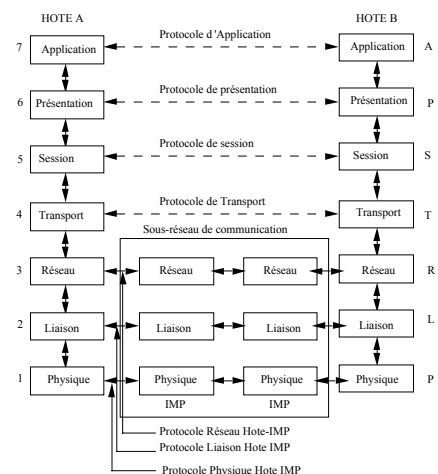 HOTE A HOTE B
Protocole d'Application
7 Application Application A
Protocole de présentation
6 Présentation Présentation P
Protocole de session
5 Session Session S
Protocole de Transport
4 Transport Transport T
Sous-réseau de communication
3 Réseau Réseau Réseau Réseau R
2 Liaison Liaison Liaison Liaison L
1 Physique Physique Physique Physique P
IMP IMP
Protocole Réseau Hote-IMP
Protocole Liaison Hote IMP
Protocole Physique Hote IMP